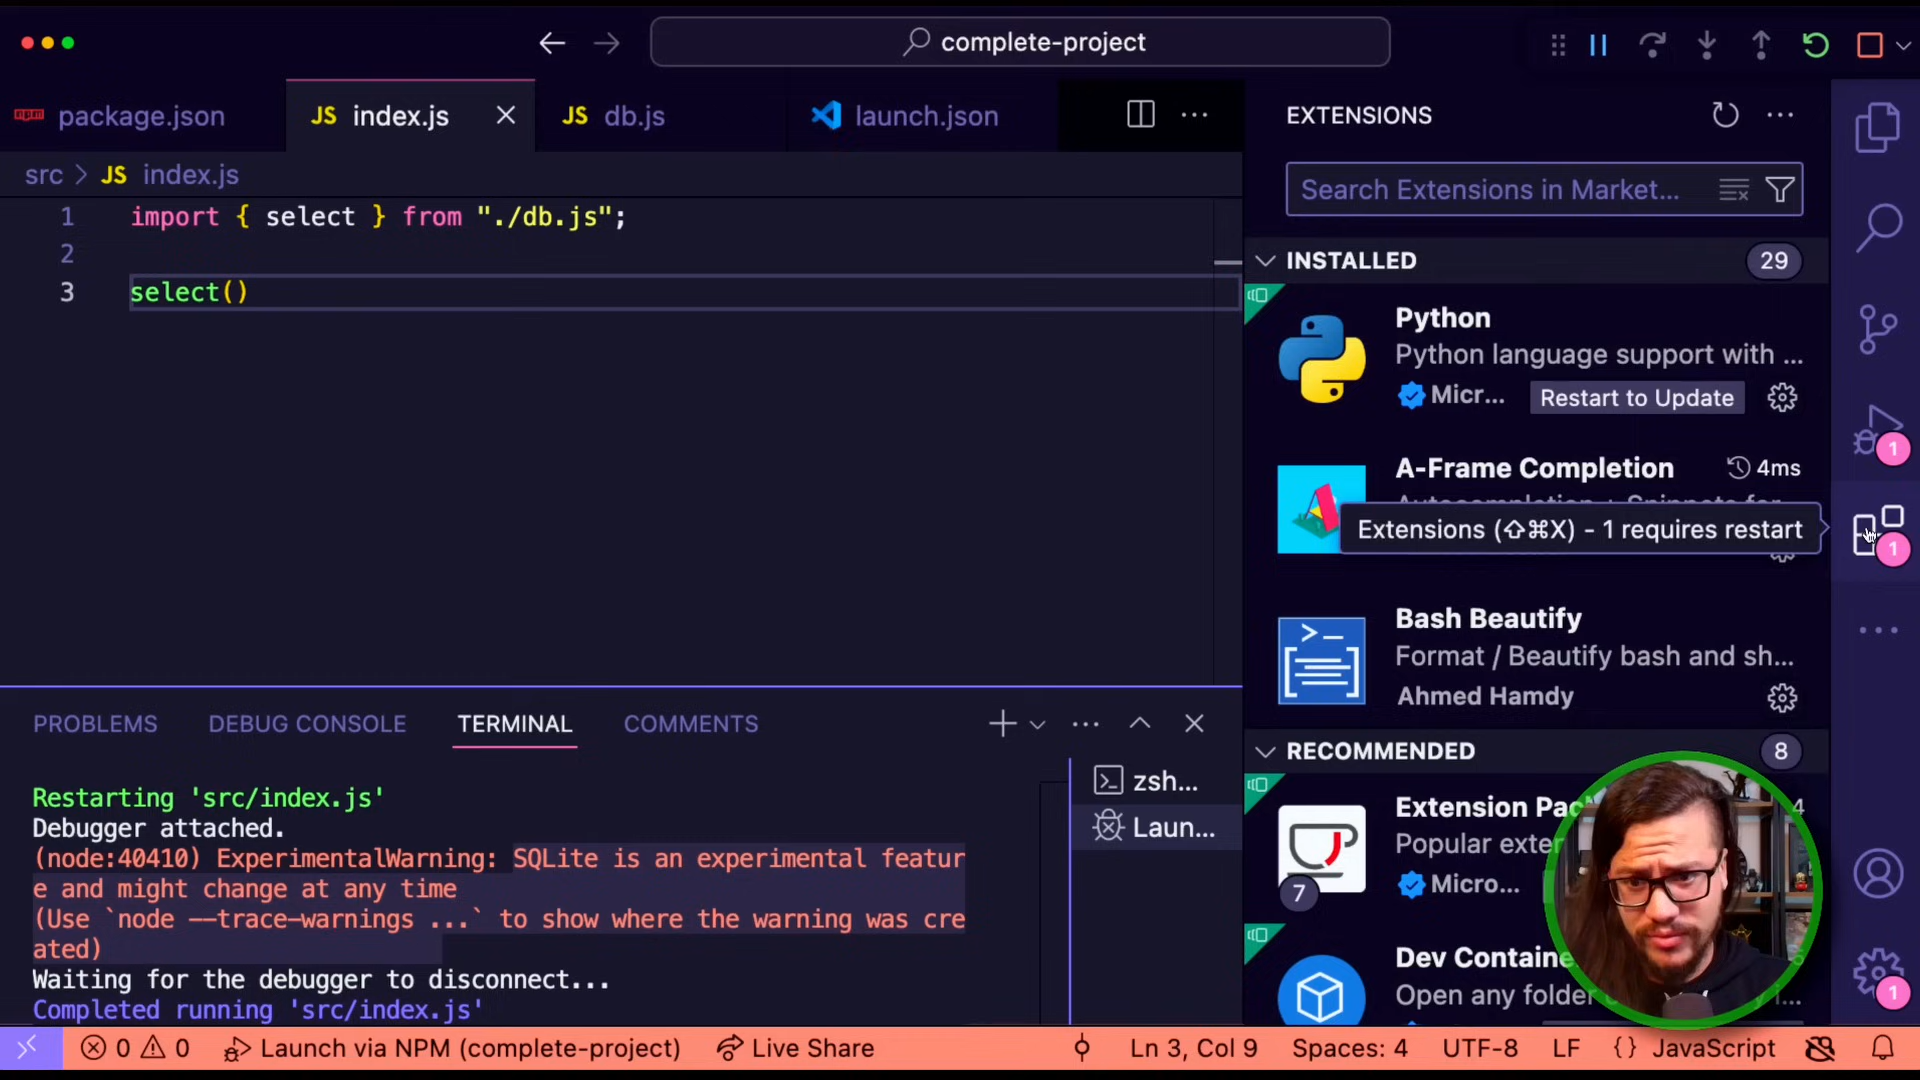 complete-project
package.json
JS index.js
JS db.js
launch.json
src > JS index.js
1 import { select } from "./db.js";
2
3 select()
EXTENSIONS
Search Extensions in Market...
INSTALLED 29
Python
Python language support with ...
Micr... Restart to Update
A-Frame Completion 4ms
Extensions (⇧⌘X) - 1 requires restart
Bash Beautify
Format / Beautify bash and sh...
Ahmed Hamdy
RECOMMENDED 8
Extension Pac
Popular exter
Micro...
7
Dev Containe
Open any folder
1
1
1
PROBLEMS DEBUG CONSOLE TERMINAL COMMENTS
zsh...
Laun...
Restarting 'src/index.js'
Debugger attached.
(node:40410) ExperimentalWarning: SQLite is an experimental featur
e and might change at any time
(Use `node --trace-warnings ...` to show where the warning was cre
ated)
Waiting for the debugger to disconnect...
Completed running 'src/index.js'
0 0 Launch via NPM (complete-project) Live Share Ln 3, Col 9 Spaces: 4 UTF-8 LF {} JavaScript